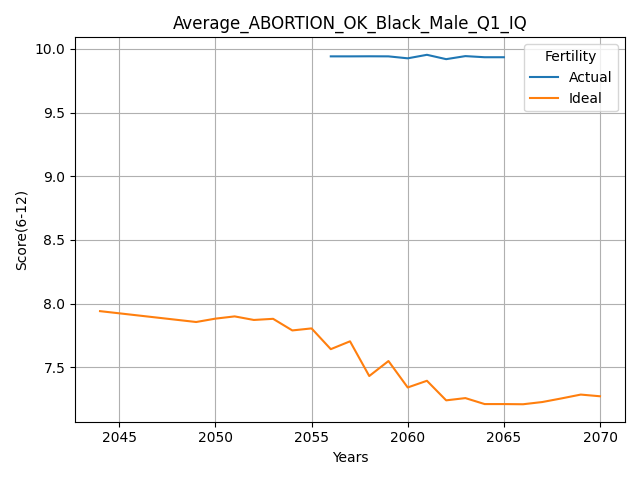 Average_ABORTION_OK_Black_Male_Q1_IQ
Fertility
Actual
Ideal
10.0
9.5
9.0
8.5
8.0
7.5
Score(6-12)
2045
2050
2055
2060
2065
2070
Years